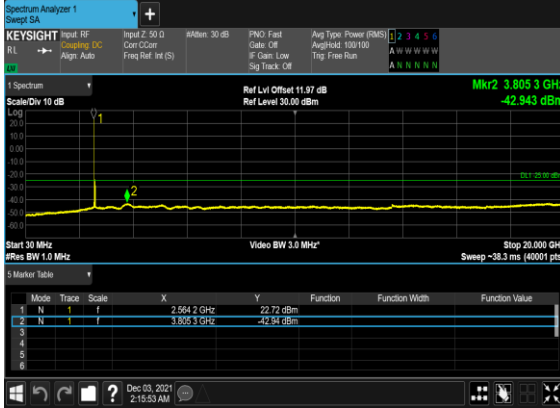 Spectrum Analyzer 1
Swept SA
+
KEYSIGHT Input: RF Input Z: 50 Ω #Atten: 30 dB PNO: Fast Avg Type: Power (RMS) 1 2 3 4 5 6
RL Coupling: DC Corr CCorr Gate: Off Avg|Hold: 100/100 A W W W W W
Align: Auto Freq Ref: Int (S) IF Gain: Low Trig: Free Run
Sig Track: Off A N N N N N
LXI
1 Spectrum Ref Lvl Offset 11.97 dB Mkr2 3.805 3 GHz
Scale/Div 10 dB Ref Level 30.00 dBm -42.943 dBm
Log
20.0
10.0
0.00
-10.0
-20.0
-30.0
-40.0
-50.0
-60.0
1
2
Start 30 MHz Video BW 3.0 MHz* Stop 20.000 GH
#Res BW 1.0 MHz Sweep ~38.3 ms (40001 pts
5 Marker Table
Mode Trace Scale X Y Function Function Width Function Value
1 N 1 f 2.564 2 GHz 22.72 dBm
2 N 1 f 3.805 3 GHz -42.94 dBm
3
4
5
6
? Dec 03, 2021
2:15:53 AM